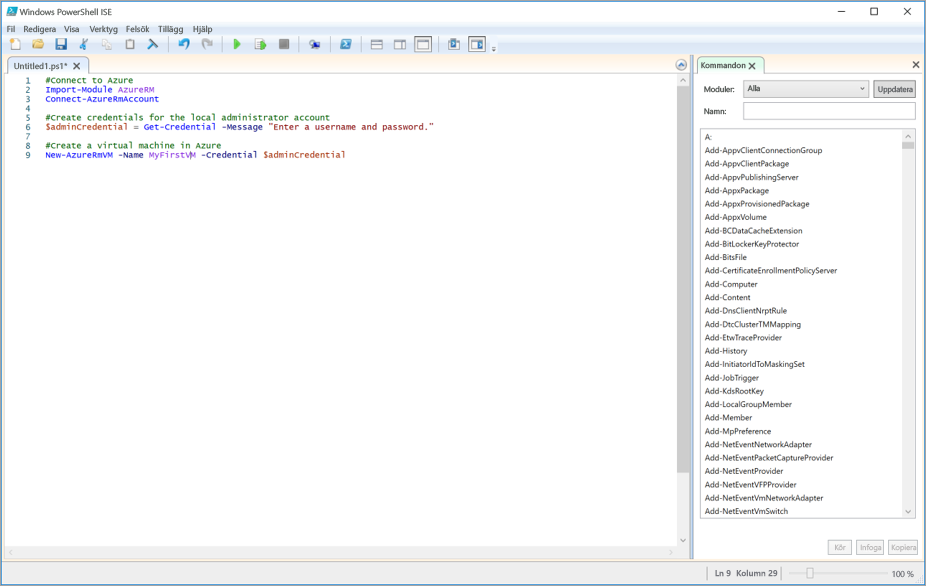 Windows PowerShell ISE
Fil Redigera Visa Verktyg Felsök Tillägg Hjälp
Untitled1.ps1*
1 #Connect to Azure
2 Import-Module AzureRM
3 Connect-AzureRmAccount
4
5 #Create credentials for the local administrator account
6 $adminCredential = Get-Credential -Message "Enter a username and password."
7
8 #Create a virtual machine in Azure
9 New-AzureRmVM -Name MyFirstVM -Credential $adminCredential
Kommandon
Moduler: Alla Uppdatera
Namn:
A:
Add-AppvClientConnectionGroup
Add-AppvClientPackage
Add-AppvPublishingServer
Add-AppxPackage
Add-AppxProvisionedPackage
Add-AppxVolume
Add-BCDataCacheExtension
Add-BitLockerKeyProtector
Add-BitsFile
Add-CertificateEnrollmentPolicyServer
Add-Computer
Add-Content
Add-DnsClientNrptRule
Add-DtcClusterTMMapping
Add-EtwTraceProvider
Add-History
Add-InitiatorIdToMaskingSet
Add-JobTrigger
Add-KdsRootKey
Add-LocalGroupMember
Add-Member
Add-MpPreference
Add-NetEventNetworkAdapter
Add-NetEventPacketCaptureProvider
Add-NetEventProvider
Add-NetEventVFPProvider
Add-NetEventVmNetworkAdapter
Add-NetEventVmSwitch
Kör Infoga Kopiera
Ln 9 Kolumn 29 100 %